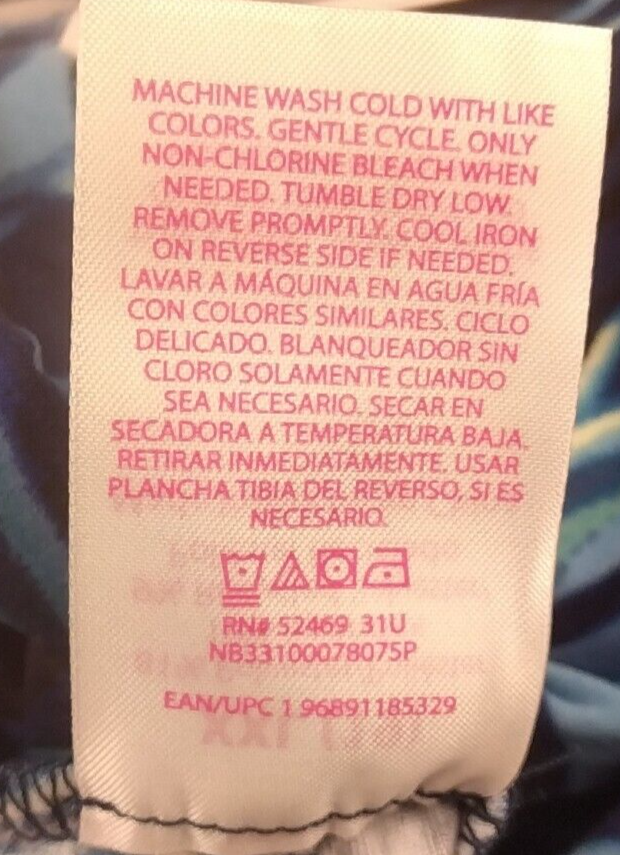 MACHINE WASH COLD WITH LIKE
COLORS. GENTLE CYCLE. ONLY
NON-CHLORINE BLEACH WHEN
NEEDED. TUMBLE DRY LOW.
REMOVE PROMPTLY. COOL IRON
ON REVERSE SIDE IF NEEDED.
LAVAR A MÁQUINA EN AGUA FRÍA
CON COLORES SIMILARES. CICLO
DELICADO. BLANQUEADOR SIN
CLORO SOLAMENTE CUANDO
SEA NECESARIO. SECAR EN
SECADORA A TEMPERATURA BAJA.
RETIRAR INMEDIATAMENTE. USAR
PLANCHA TIBIA DEL REVERSO, SI ES
NECESARIO.
RN# 52469 31U
NB33100078075P
EAN/UPC 1 96891185329